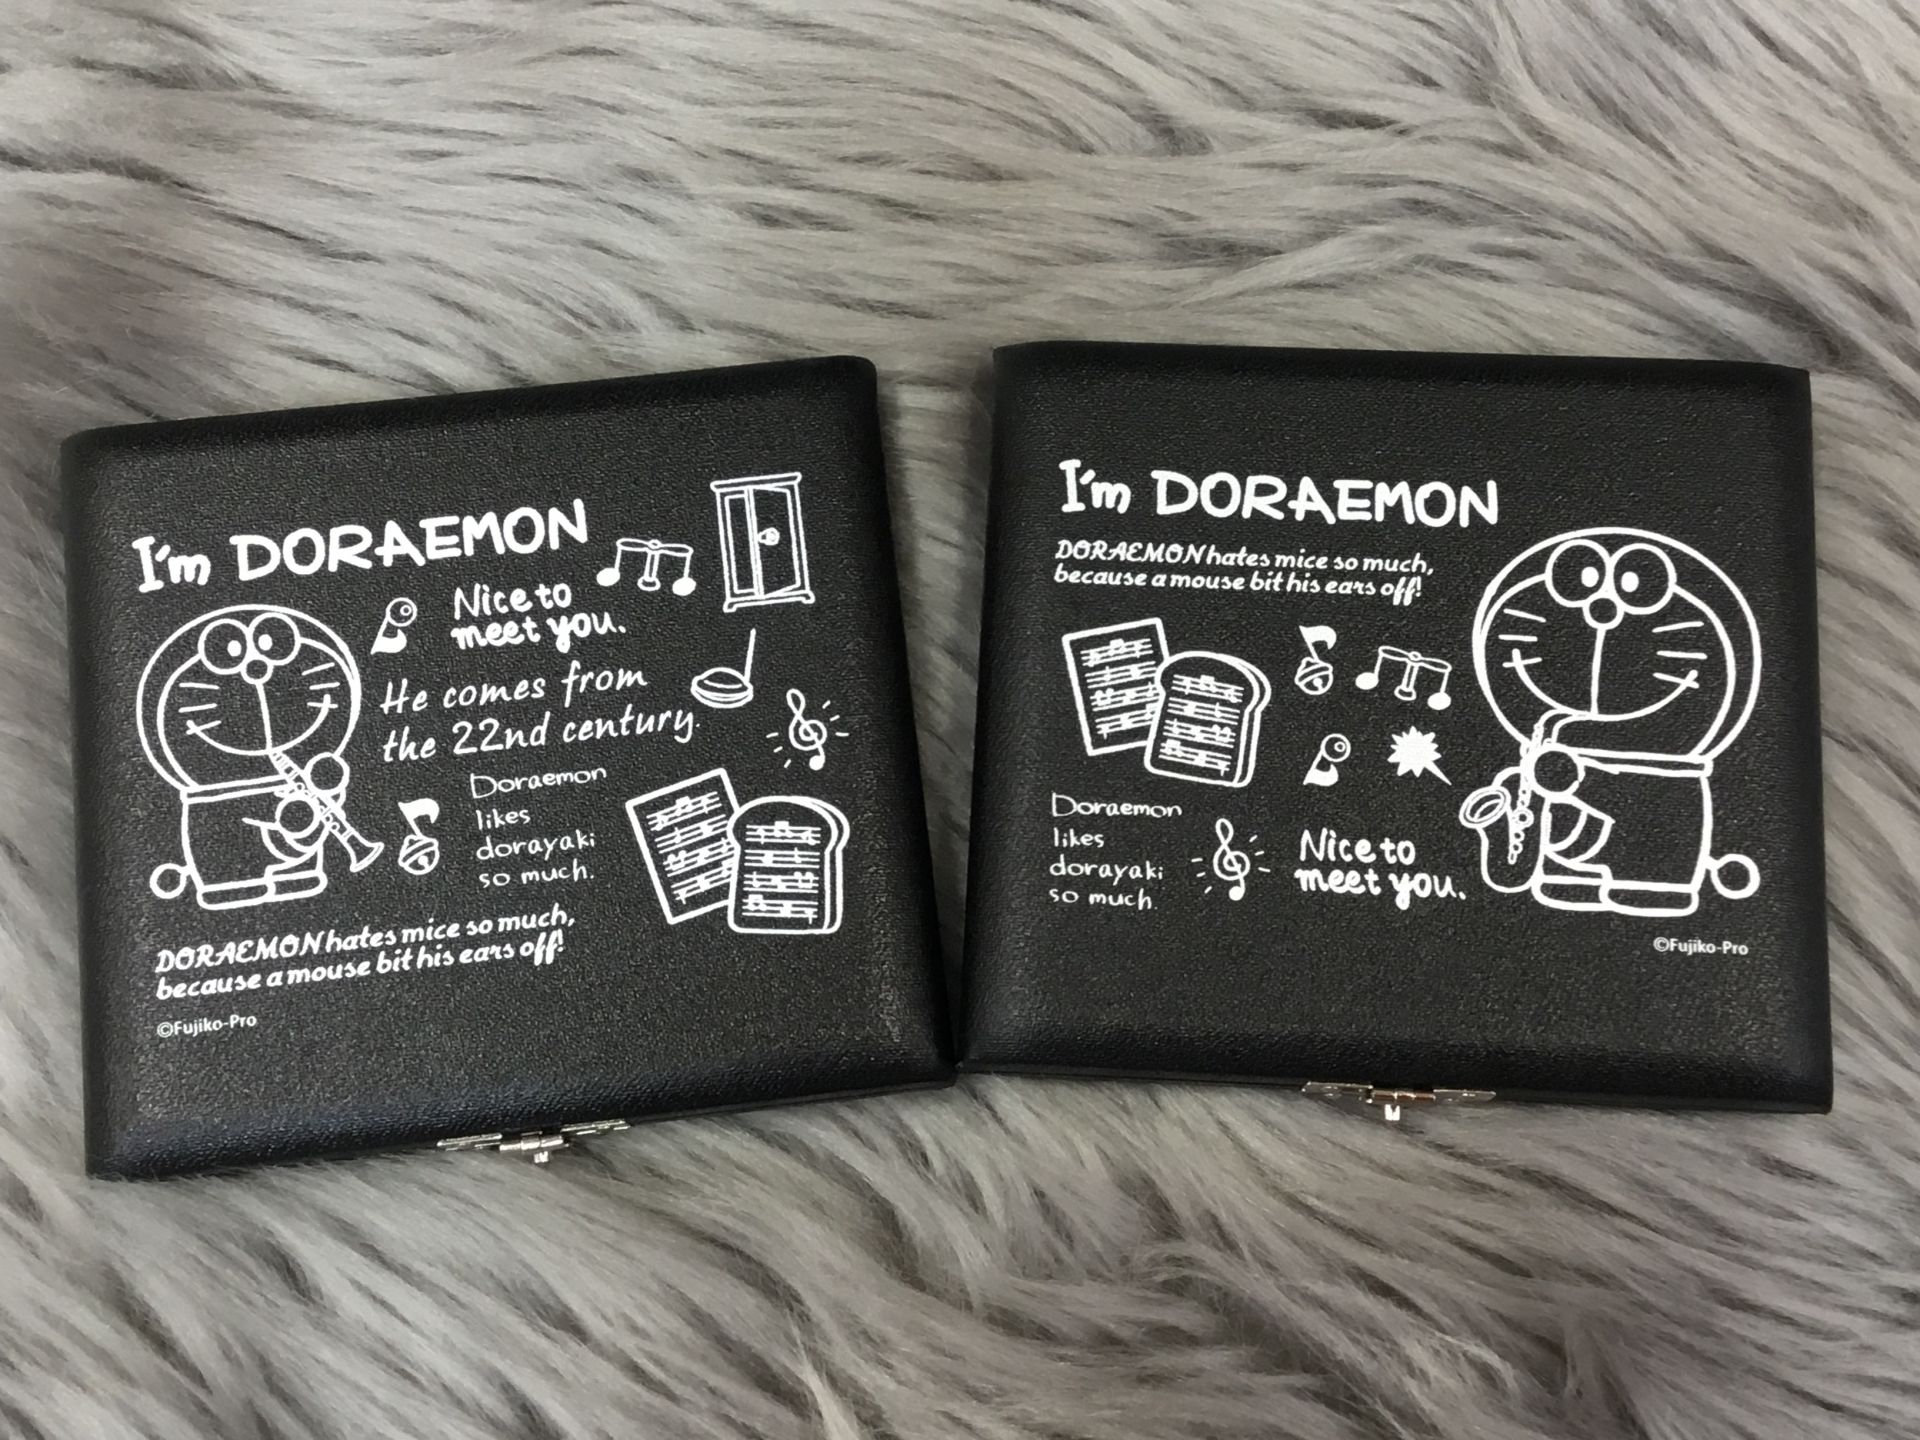 I'm DORAEMON
Nice to
meet you.
He comes from
the 22nd century.
Doraemon
likes
dorayaki
so much.
DORAEMON hates mice so much,
because a mouse bit his ears off!
©Fujiko-Pro
I'm DORAEMON
DORAEMON hates mice so much,
because a mouse bit his ears off!
Doraemon
likes
dorayaki
so much.
Nice to
meet you.
©Fujiko-Pro